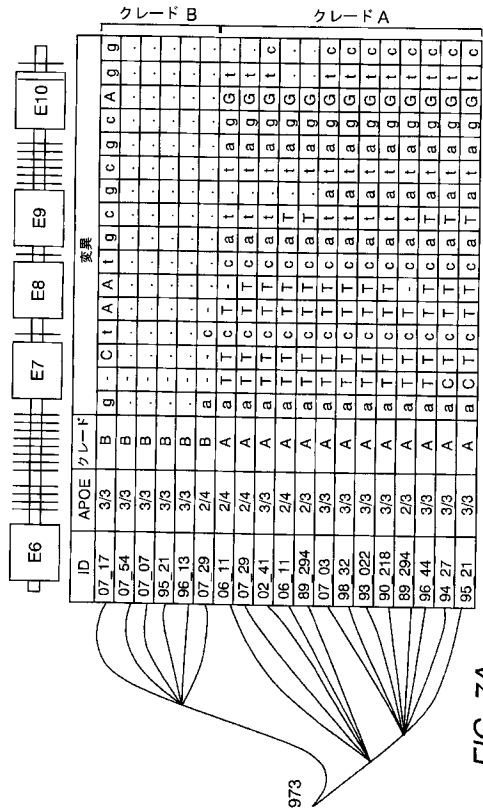 E6 E7 E8 E9 E10
ID APOE クレード 変異
07_17 3/3 B g - C t A A t g c g c g c A g g
07_54 3/3 B . - . . . . . . . . . . . . . .
07_07 3/3 B . - . . . . . . . . . . . . . .
95_21 3/3 B . - . . . . . . . . . . . . . .
96_13 3/3 B . - . . . . . . . . . . . . . .
07_29 2/4 B a - - c . . . . . . . . . . . .
06_11 2/4 A a T T c T - c a t . t a g G t .
07_29 2/4 A a T T c T T c a t . t a g G t .
02_41 3/3 A a T T c T T c a t . t a g G t c
06_11 2/4 A a T T c T T c a T . t a g G . .
89_294 2/3 A a T T c T T c a T . t a g G . .
07_03 3/3 A a T T c T T c a t a t a g G t c
98_32 3/3 A a T T c T T c a t a t a g G t c
93_022 3/3 A a T T c T T c a t a t a g G t c
90_218 3/3 A a T T c T T c a t a t a g G t c
89_294 2/3 A a T T c T - c a t a t a g G t c
96_44 3/3 A a T T c T T c a T a t a g G t c
94_27 3/3 A a C T c T T c a T a t a g G t c
95_21 3/3 A a C T c T T c a T a t a g G t c
クレード B
クレード A
973
FIG. 7A